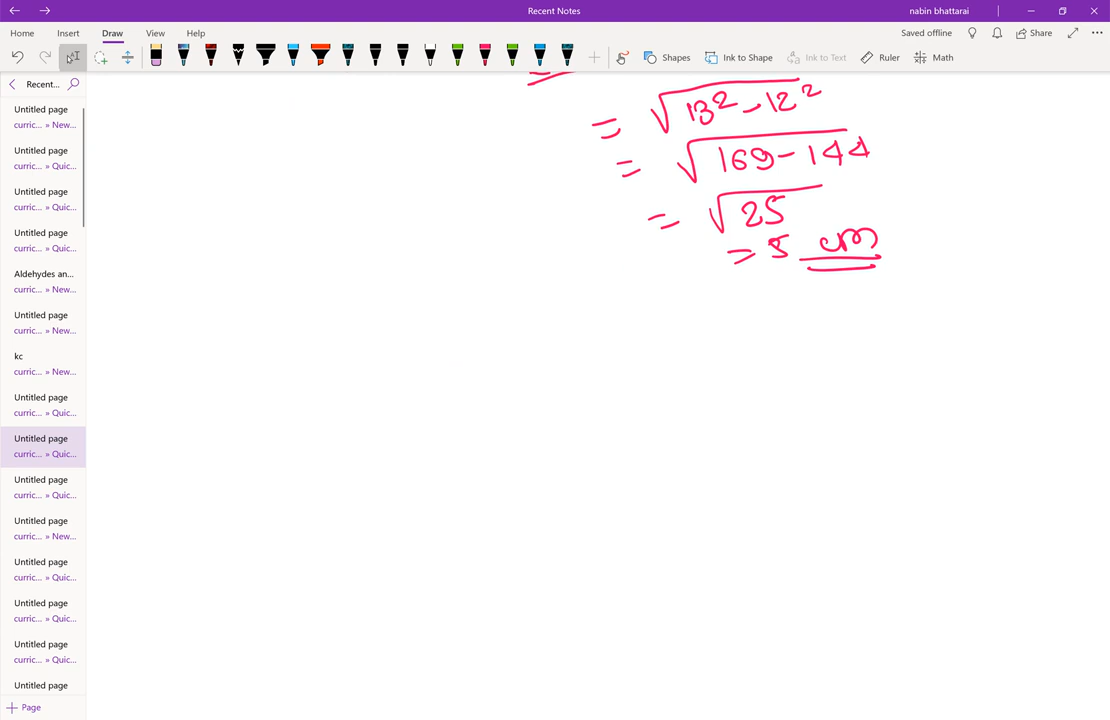 Recent Notes
nabin bhattarai
Home Insert Draw View Help
Saved offline Share
Shapes Ink to Shape Ink to Text Ruler Math
Recent...
Untitled page
curric... » New...
Untitled page
curric... » Quic...
Untitled page
curric... » Quic...
Untitled page
curric... » Quic...
Aldehydes an...
curric... » New...
Untitled page
curric... » New...
kc
curric... » New...
Untitled page
curric... » Quic...
Untitled page
curric... » Quic...
Untitled page
curric... » Quic...
Untitled page
curric... » New...
Untitled page
curric... » Quic...
Untitled page
curric... » Quic...
Untitled page
curric... » Quic...
Untitled page
Page
= √13² - 12²
= √169 - 144
= √25
= 5 cm